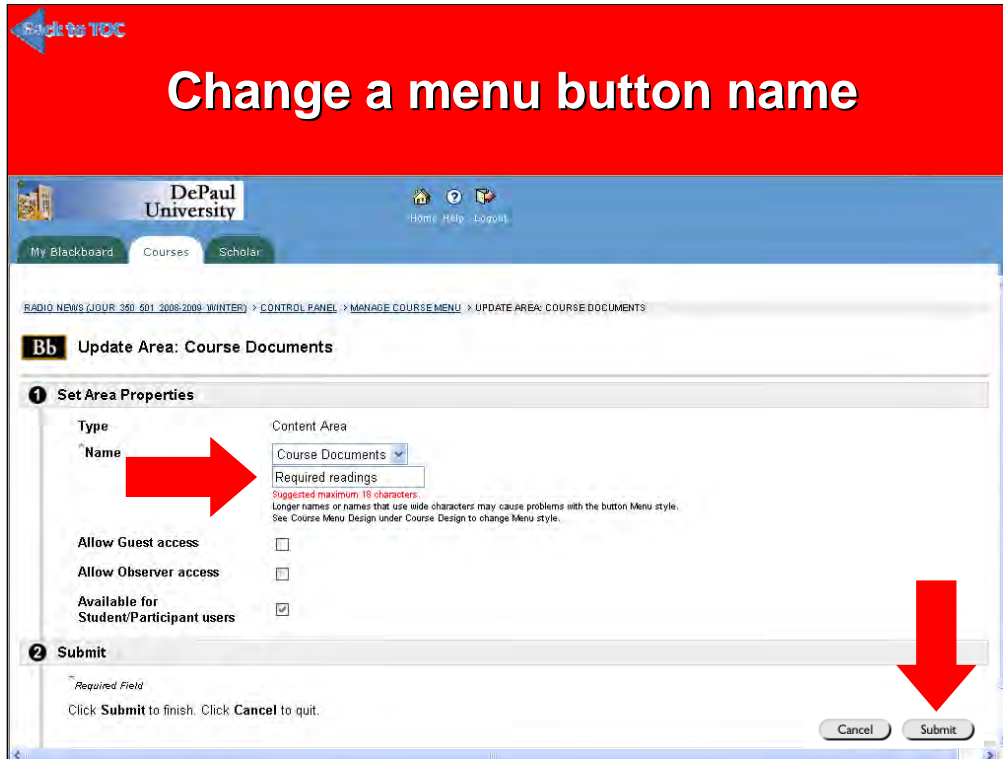 Back to TOC
Change a menu button name
DePaul
University
Home Help Logout
My Blackboard Courses Scholar
RADIO NEWS (JOUR 350 501 2008-2009 WINTER) > CONTROL PANEL > MANAGE COURSE MENU > UPDATE AREA: COURSE DOCUMENTS
Bb Update Area: Course Documents
1 Set Area Properties
Type Content Area
*Name Course Documents
Required readings
Suggested maximum 18 characters.
Longer names or names that use wide characters may cause problems with the button Menu style.
See Course Menu Design under Course Design to change Menu style.
Allow Guest access
Allow Observer access
Available for
Student/Participant users
2 Submit
*Required Field
Click Submit to finish. Click Cancel to quit.
Cancel Submit